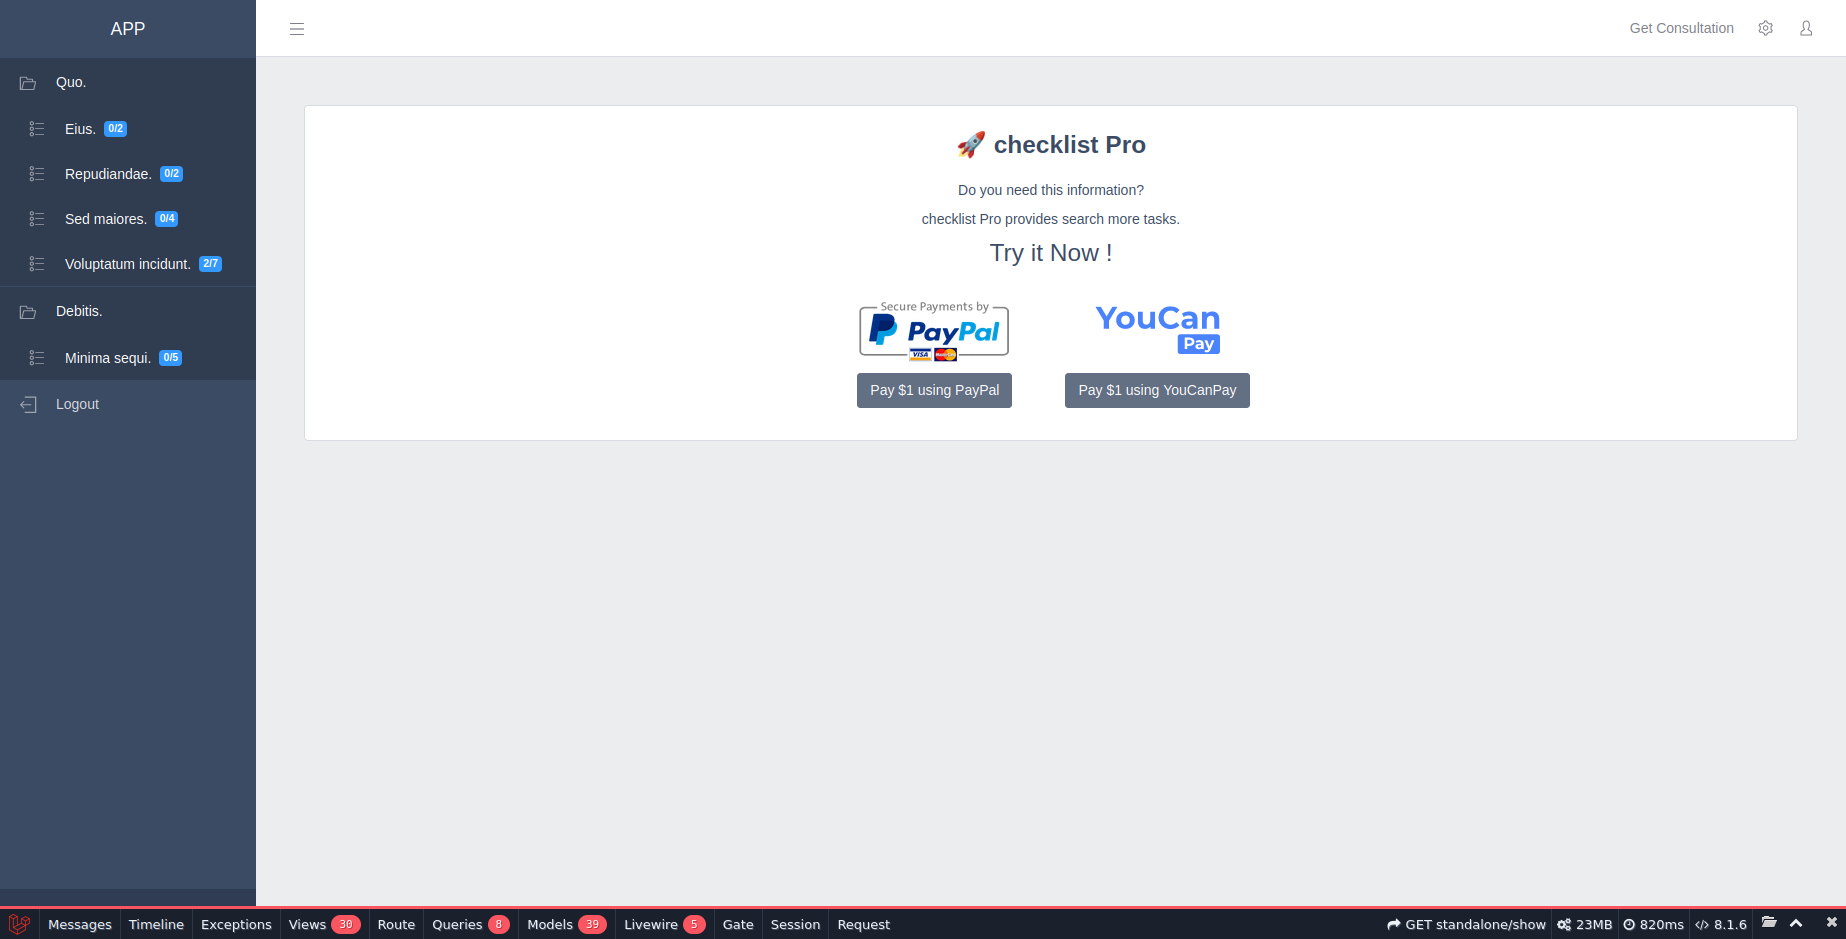 APP
Get Consultation
Quo.
Eius. 0/2
Repudiandae. 0/2
Sed maiores. 0/4
Voluptatum incidunt. 2/7
Debitis.
Minima sequi. 0/5
Logout
🚀 checklist Pro
Do you need this information?
checklist Pro provides search more tasks.
Try it Now !
Secure Payments by
PayPal
VISA MasterCard
Pay $1 using PayPal
YouCan
Pay
Pay $1 using YouCanPay
Messages Timeline Exceptions Views 30 Route Queries 8 Models 39 Livewire 5 Gate Session Request GET standalone/show 23MB 820ms 8.1.6